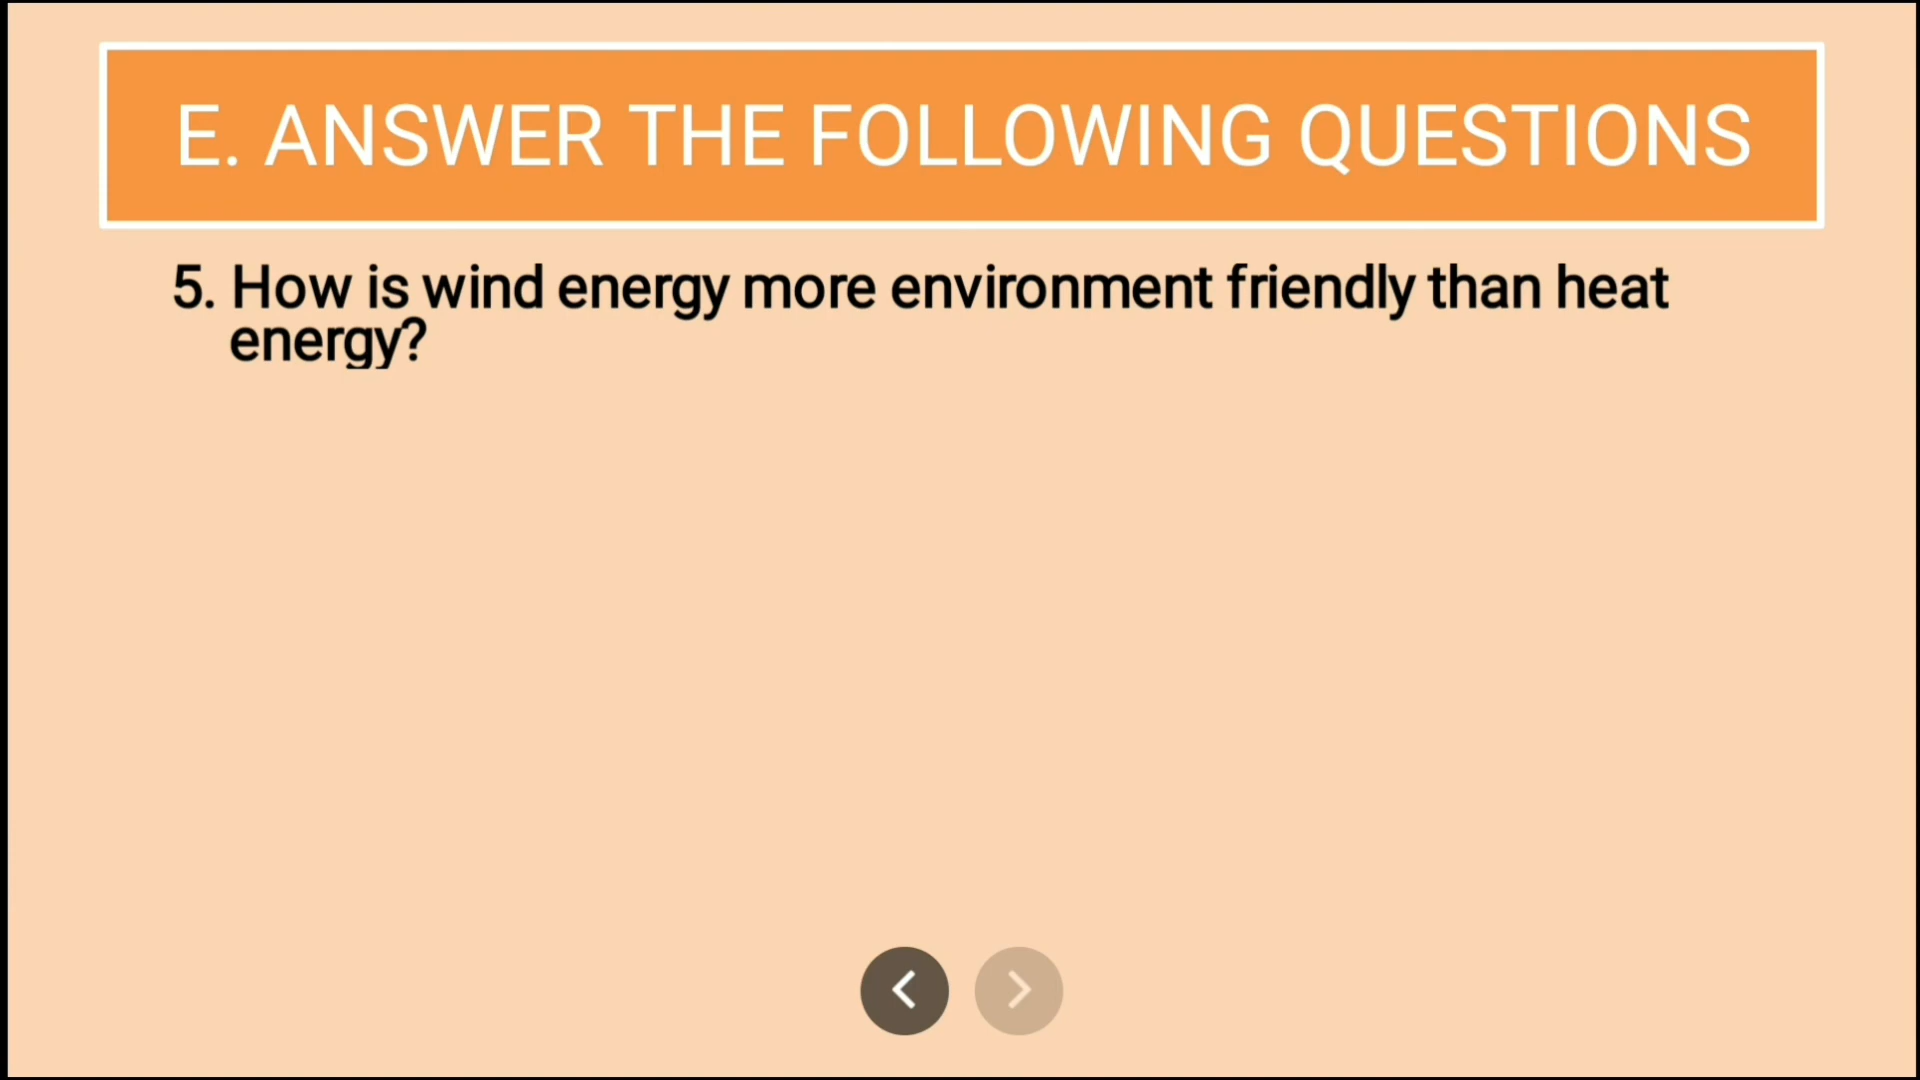 E. ANSWER THE FOLLOWING QUESTIONS
5. How is wind energy more environment friendly than heat
energy?